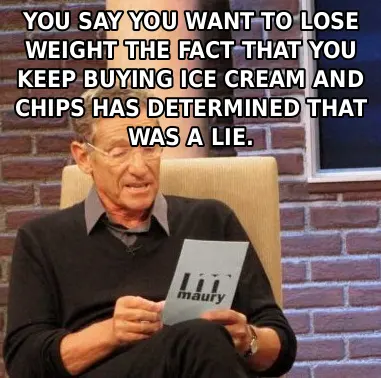 YOU SAY YOU WANT TO LOSE
WEIGHT THE FACT THAT YOU
KEEP BUYING ICE CREAM AND
CHIPS HAS DETERMINED THAT
WAS A LIE.
maury